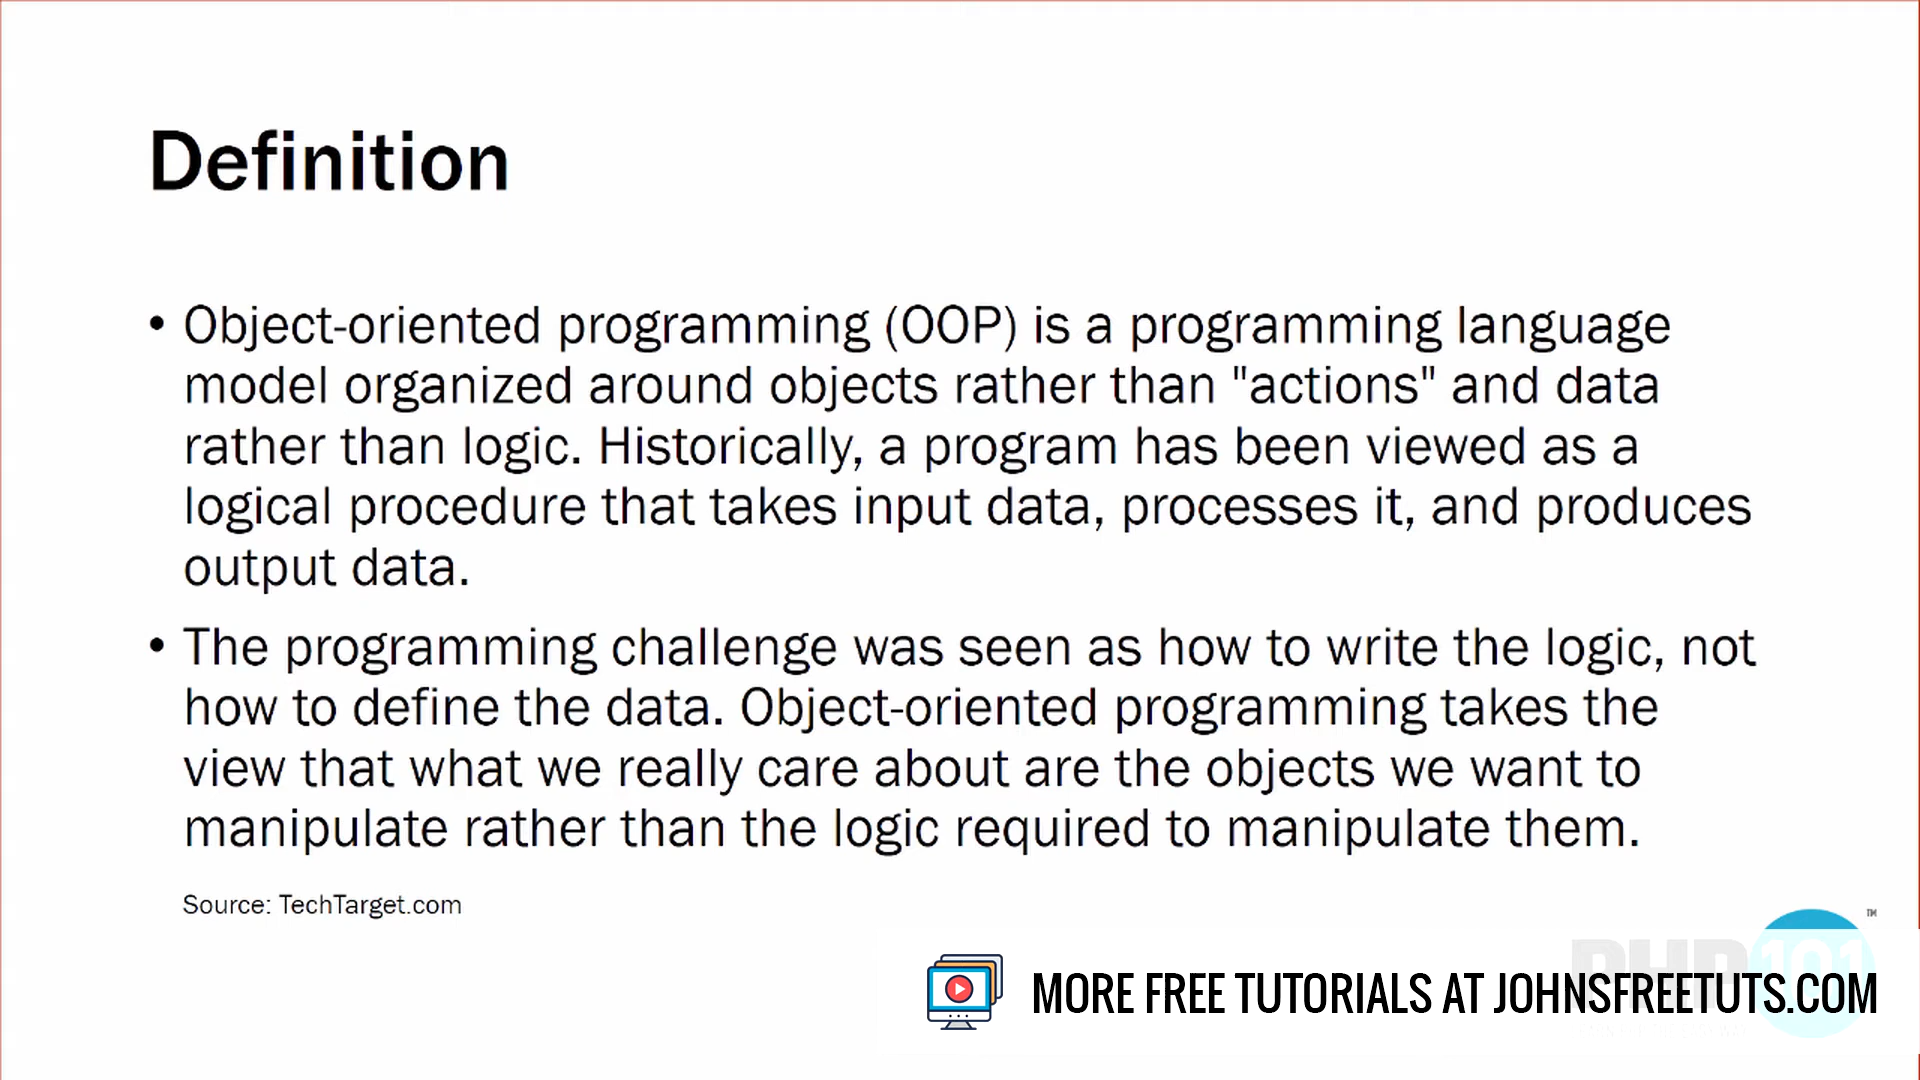 Definition
• Object-oriented programming (OOP) is a programming language
model organized around objects rather than "actions" and data
rather than logic. Historically, a program has been viewed as a
logical procedure that takes input data, processes it, and produces
output data.
• The programming challenge was seen as how to write the logic, not
how to define the data. Object-oriented programming takes the
view that what we really care about are the objects we want to
manipulate rather than the logic required to manipulate them.
Source: TechTarget.com
PHP 101 ™
MORE FREE TUTORIALS AT JOHNSFREETUTS.COM